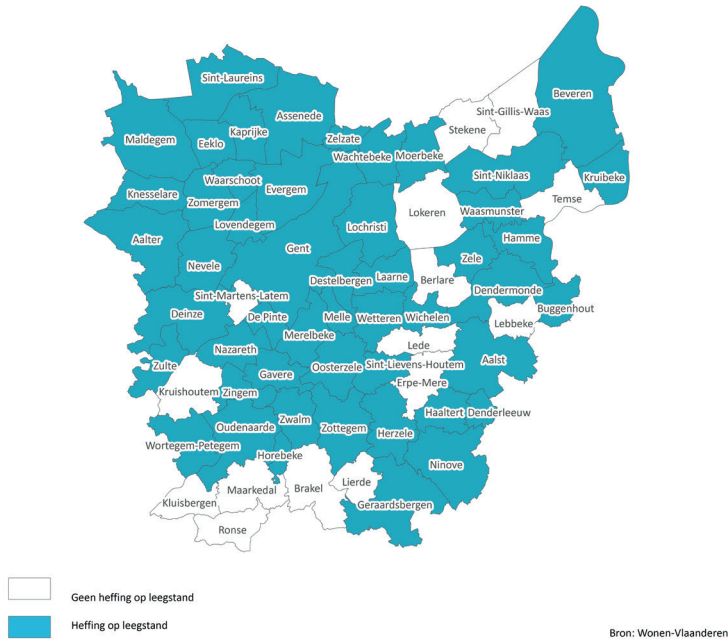 Sint-Laureins
Beveren
Assenede
Sint-Gillis-Waas
Stekene
Kaprijke
Maldegem
Eeklo
Zelzate
Wachtebeke
Moerbeke
Sint-Niklaas
Kruibeke
Waarschoot
Evergem
Knesselare
Zomergem
Temse
Lokeren
Waasmunster
Lovendegem
Lochristi
Aalter
Hamme
Gent
Zele
Nevele
Destelbergen
Laarne
Berlare
Dendermonde
Sint-Martens-Latem
Buggenhout
Deinze
De Pinte
Melle
Wetteren
Wichelen
Lebbeke
Merelbeke
Lede
Nazareth
Aalst
Zulte
Oosterzele
Sint-Lievens-Houtem
Gavere
Erpe-Mere
Kruishoutem
Zingem
Haaltert
Denderleeuw
Zwalm
Oudenaarde
Zottegem
Herzele
Wortegem-Petegem
Horebeke
Ninove
Lierde
Brakel
Maarkedal
Kluisbergen
Geraardsbergen
Ronse
Geen heffing op leegstand
Heffing op leegstand
Bron: Wonen-Vlaanderen